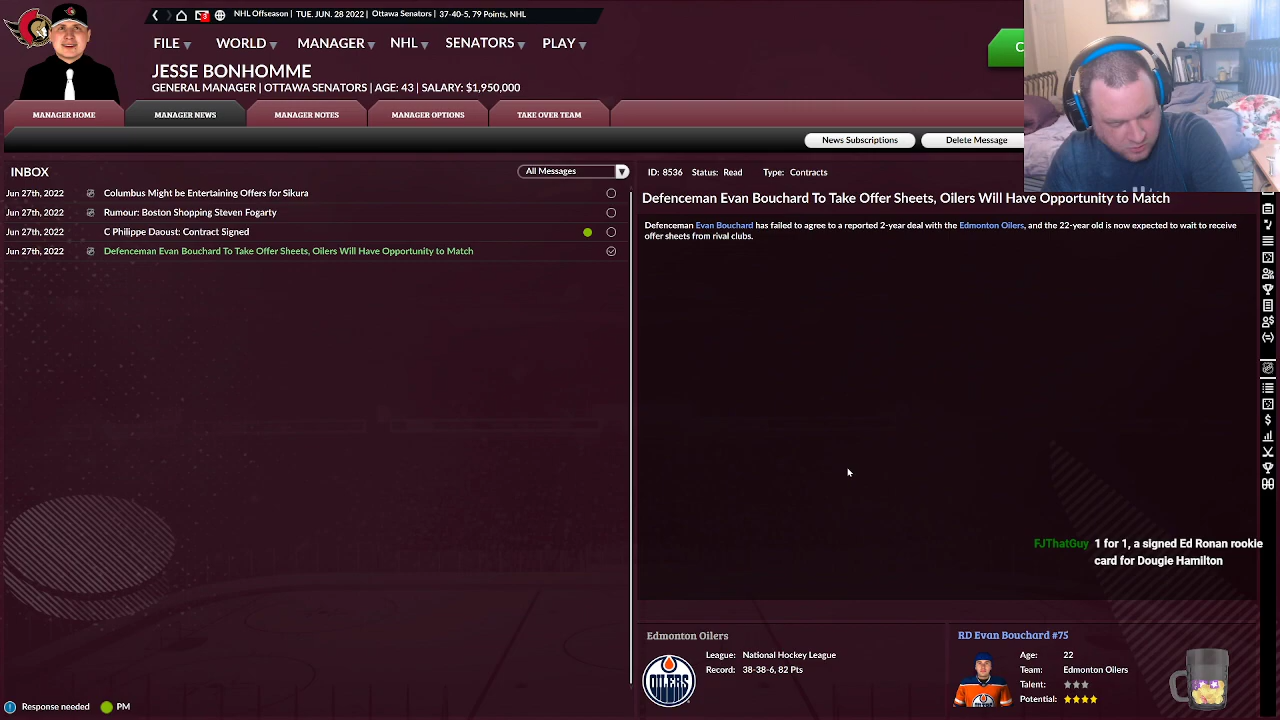 NHL Offseason | TUE. JUN. 28 2022 | Ottawa Senators | 37-40-5, 79 Points, NHL
3
FILE WORLD MANAGER NHL SENATORS PLAY
C
JESSE BONHOMME
GENERAL MANAGER | OTTAWA SENATORS | AGE: 43 | SALARY: $1,950,000
MANAGER HOME MANAGER NEWS MANAGER NOTES MANAGER OPTIONS TAKE OVER TEAM
News Subscriptions Delete Message
INBOX All Messages
Jun 27th, 2022 Columbus Might be Entertaining Offers for Sikura
Jun 27th, 2022 Rumour: Boston Shopping Steven Fogarty
Jun 27th, 2022 C Philippe Daoust: Contract Signed
Jun 27th, 2022 Defenceman Evan Bouchard To Take Offer Sheets, Oilers Will Have Opportunity to Match
ID: 8536 Status: Read Type: Contracts
Defenceman Evan Bouchard To Take Offer Sheets, Oilers Will Have Opportunity to Match
Defenceman Evan Bouchard has failed to agree to a reported 2-year deal with the Edmonton Oilers, and the 22-year old is now expected to wait to receive
offer sheets from rival clubs.
FJThatGuy 1 for 1, a signed Ed Ronan rookie
card for Dougie Hamilton
Edmonton Oilers
League: National Hockey League
Record: 38-38-6, 82 Pts
OILERS
RD Evan Bouchard #75
Age: 22
Team: Edmonton Oilers
Talent:
Potential:
Response needed PM